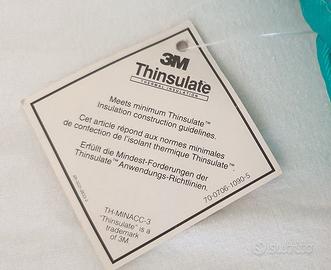 3M
Thinsulate™
THERMAL INSULATION
Meets minimum Thinsulate™
insulation construction guidelines.
Cet article répond aux normes minimales
de confection de l'isolant thermique Thinsulate™.
Erfüllt die Mindest-Forderungen der
Thinsulate™ Anwendungs-Richtlinien.
70-0706-1090-5
TH-MINACC-3
"Thinsulate" is a
trademark
of 3M